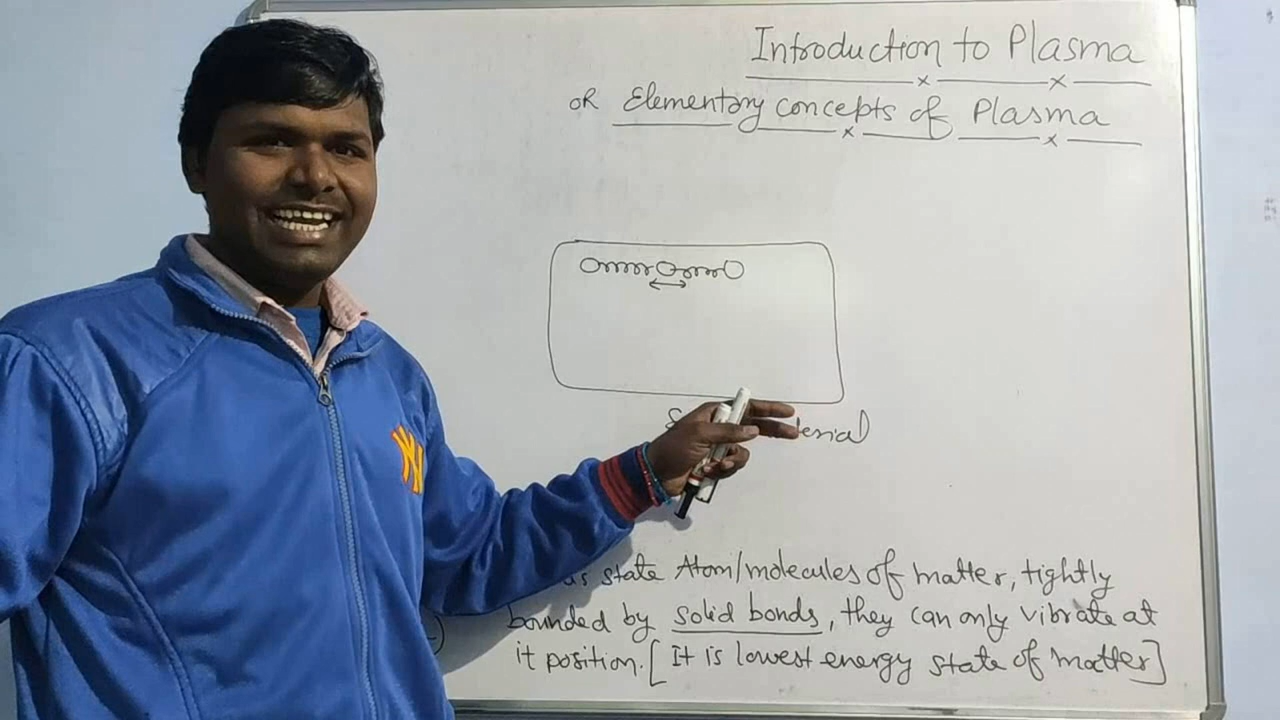 Introduction to Plasma
OR Elementary concepts of Plasma
state Atom/molecules of matter, tightly
bounded by solid bonds, they can only vibrate at
it position. [It is lowest energy state of matter]